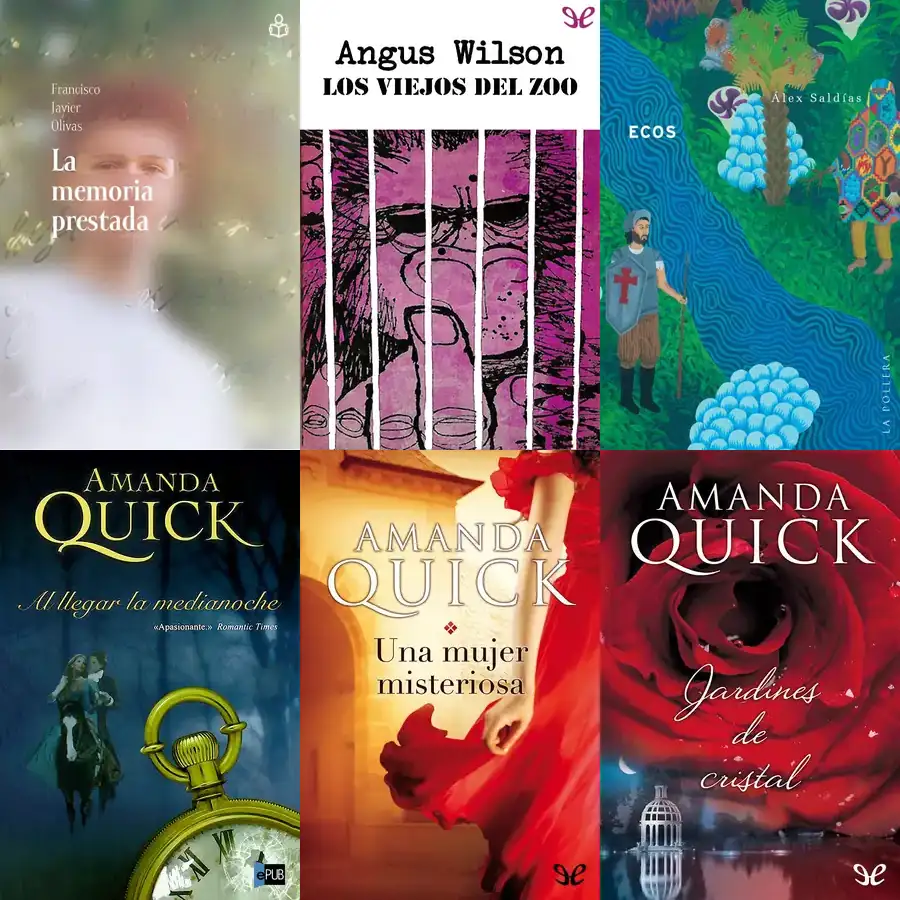 Francisco
Javier
Olivas
La
memoria
prestada
Angus Wilson
LOS VIEJOS DEL ZOO
ECOS
Álex Saldías
LA POLLERA
AMANDA
QUICK
Al llegar la medianoche
«Apasionante.» Romantic Times
ePUB
AMANDA
QUICK
Una mujer
misteriosa
AMANDA
QUICK
Jardines
de
cristal